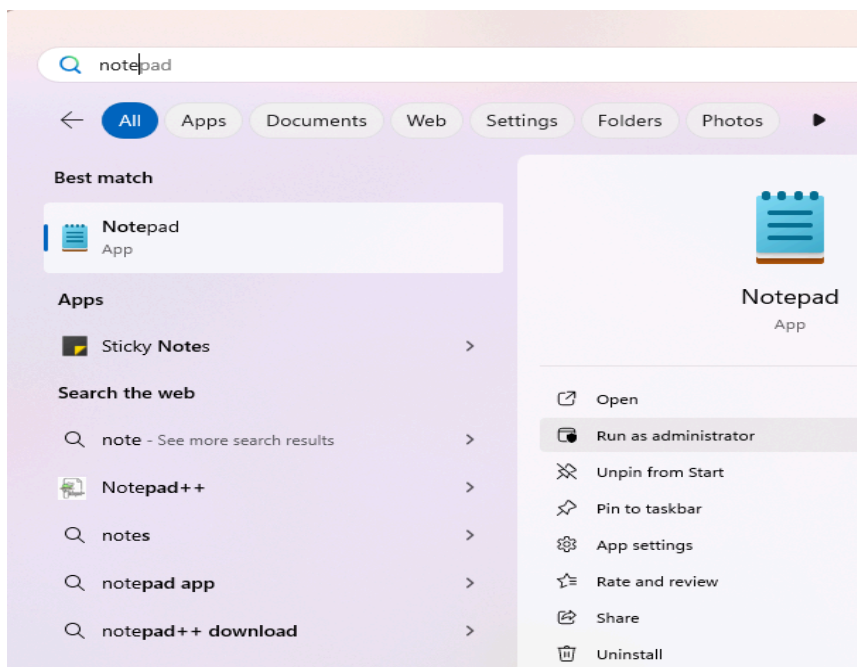 notepad
All Apps Documents Web Settings Folders Photos
Best match
Notepad
App
Apps
Sticky Notes
Search the web
note - See more search results
Notepad++
notes
notepad app
notepad++ download
Notepad
App
Open
Run as administrator
Unpin from Start
Pin to taskbar
App settings
Rate and review
Share
Uninstall